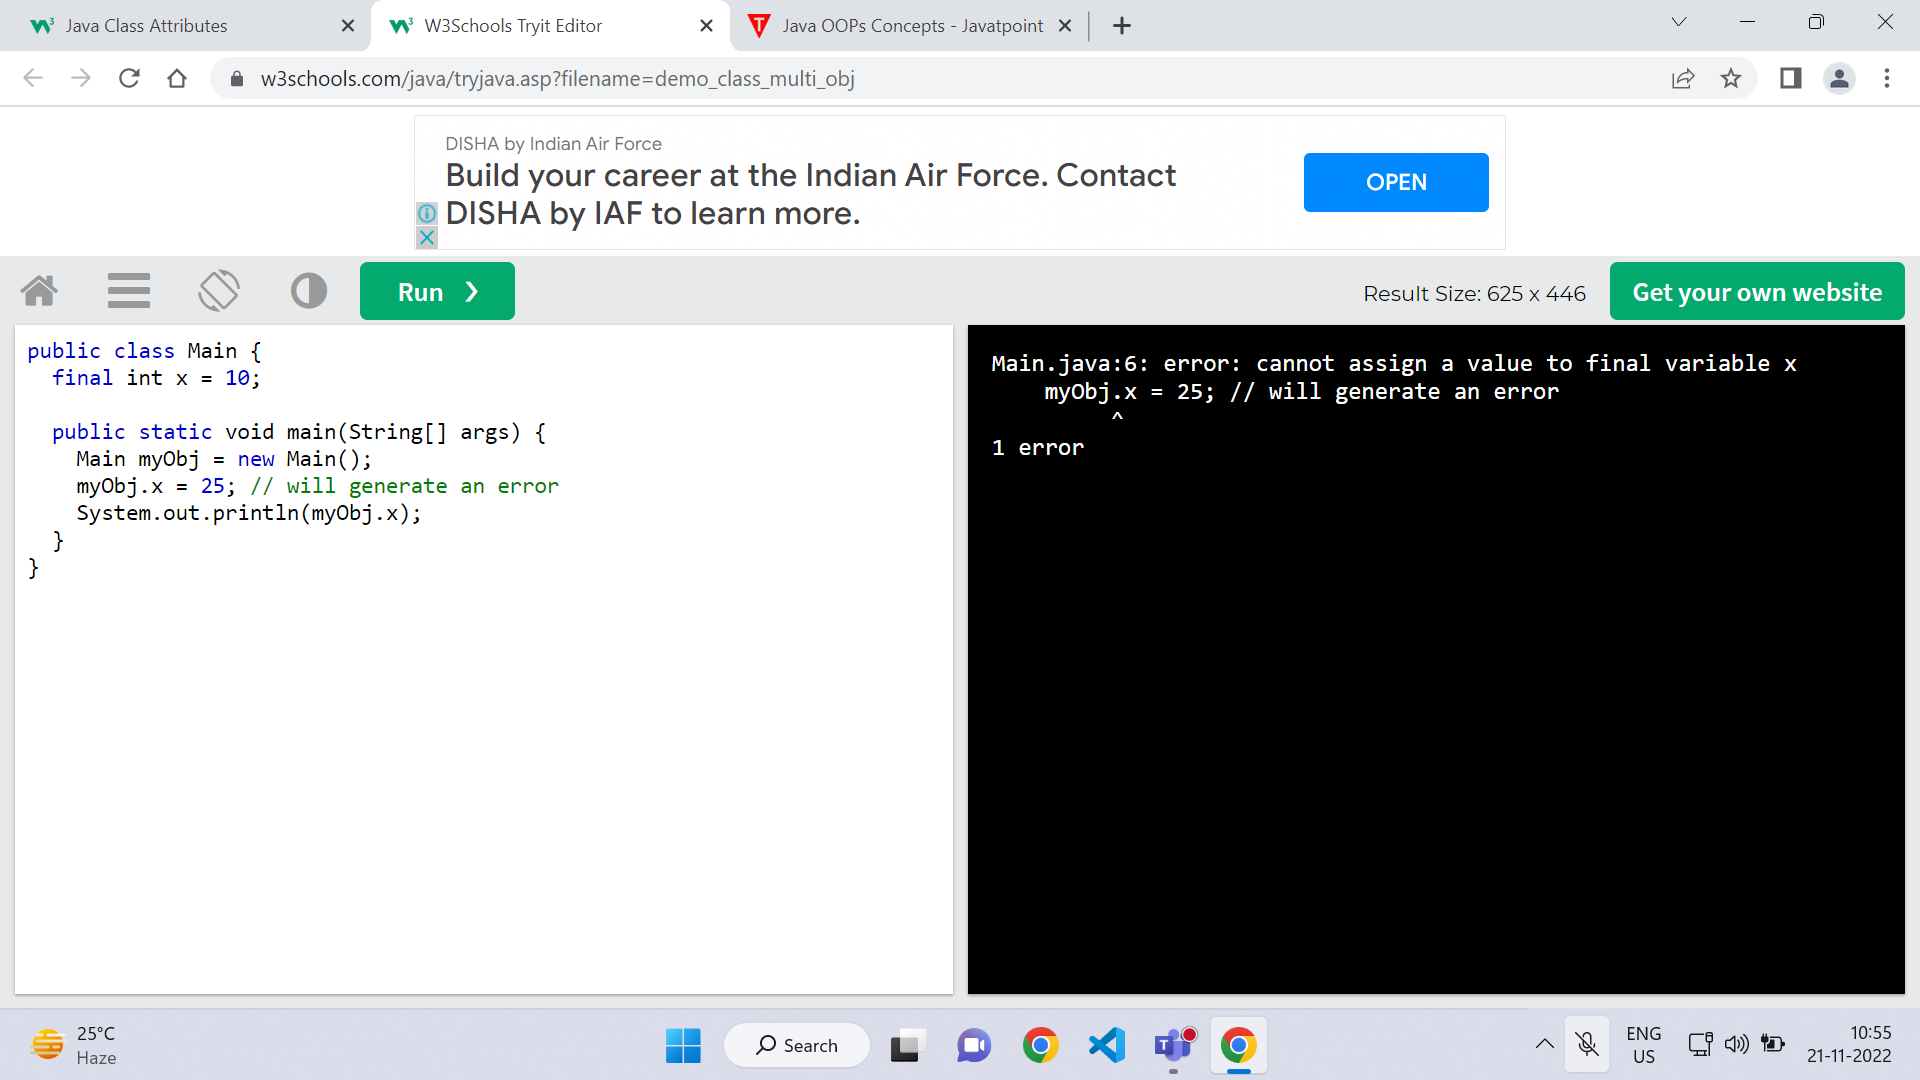 Java Class Attributes
W3Schools Tryit Editor
Java OOPs Concepts - Javatpoint
w3schools.com/java/tryjava.asp?filename=demo_class_multi_obj
DISHA by Indian Air Force
Build your career at the Indian Air Force. Contact
DISHA by IAF to learn more.
OPEN
Run ❯
Result Size: 625 x 446
Get your own website
public class Main {
  final int x = 10;

  public static void main(String[] args) {
    Main myObj = new Main();
    myObj.x = 25; // will generate an error
    System.out.println(myObj.x);
  }
}
Main.java:6: error: cannot assign a value to final variable x
    myObj.x = 25; // will generate an error
         ^
1 error
25°C
Haze
Search
ENG
US
10:55
21-11-2022